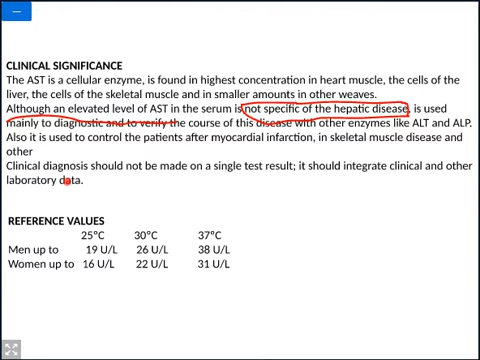 CLINICAL SIGNIFICANCE
The AST is a cellular enzyme, is found in highest concentration in heart muscle, the cells of the
liver, the cells of the skeletal muscle and in smaller amounts in other weaves.
Although an elevated level of AST in the serum is not specific of the hepatic disease, is used
mainly to diagnostic and to verify the course of this disease with other enzymes like ALT and ALP.
Also it is used to control the patients after myocardial infarction, in skeletal muscle disease and
other
Clinical diagnosis should not be made on a single test result; it should integrate clinical and other
laboratory data.
REFERENCE VALUES
25ºC 30ºC 37ºC
Men up to 19 U/L 26 U/L 38 U/L
Women up to 16 U/L 22 U/L 31 U/L